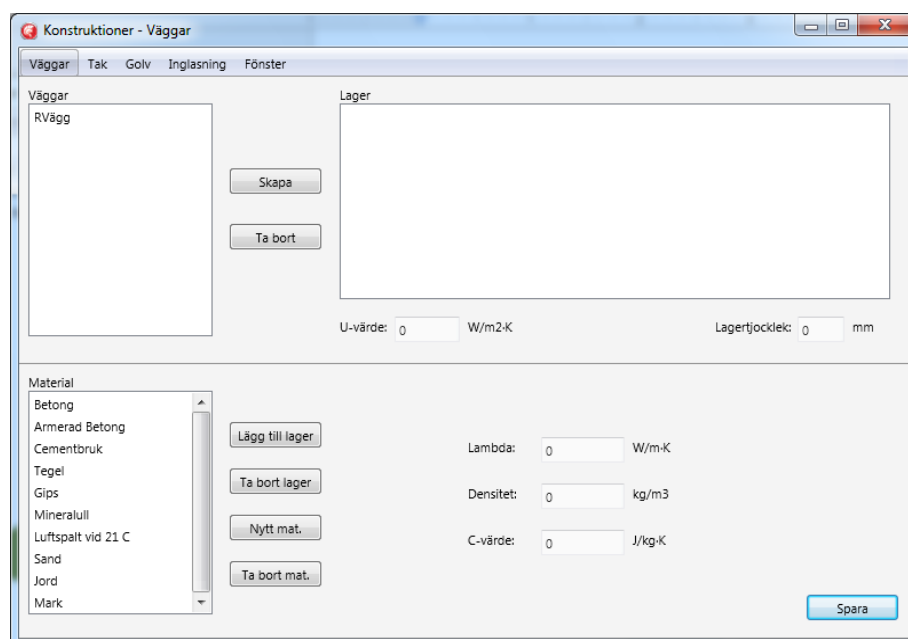 Konstruktioner - Väggar
Väggar Tak Golv Inglasning Fönster
Väggar
RVägg
Skapa
Ta bort
Lager
U-värde: 0 W/m2·K
Lagertjocklek: 0 mm
Material
Betong
Armerad Betong
Cementbruk
Tegel
Gips
Mineralull
Luftspalt vid 21 C
Sand
Jord
Mark
Lägg till lager
Ta bort lager
Nytt mat.
Ta bort mat.
Lambda: 0 W/m·K
Densitet: 0 kg/m3
C-värde: 0 J/kg·K
Spara